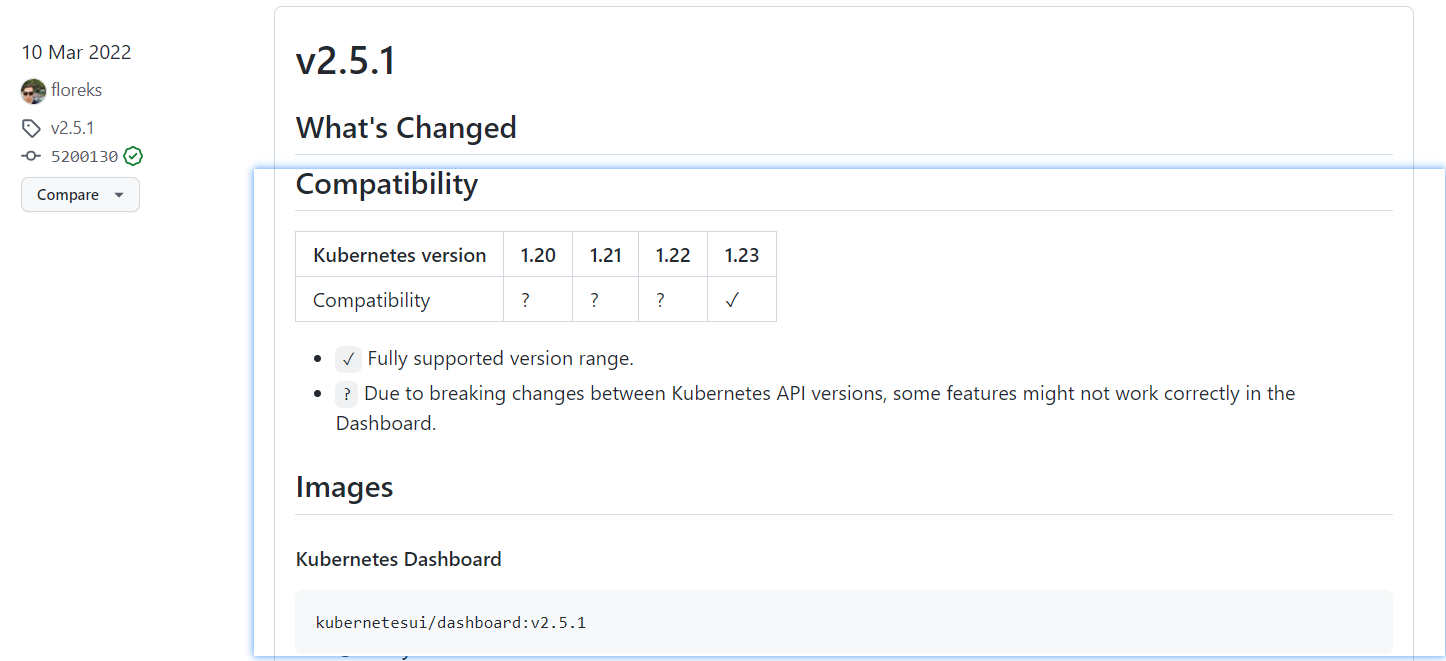 10 Mar 2022
floreks
v2.5.1
5200130
Compare
v2.5.1
What's Changed
Compatibility
Kubernetes version 1.20 1.21 1.22 1.23
Compatibility ? ? ? ✓
✓ Fully supported version range.
? Due to breaking changes between Kubernetes API versions, some features might not work correctly in the
Dashboard.
Images
Kubernetes Dashboard
kubernetesui/dashboard:v2.5.1